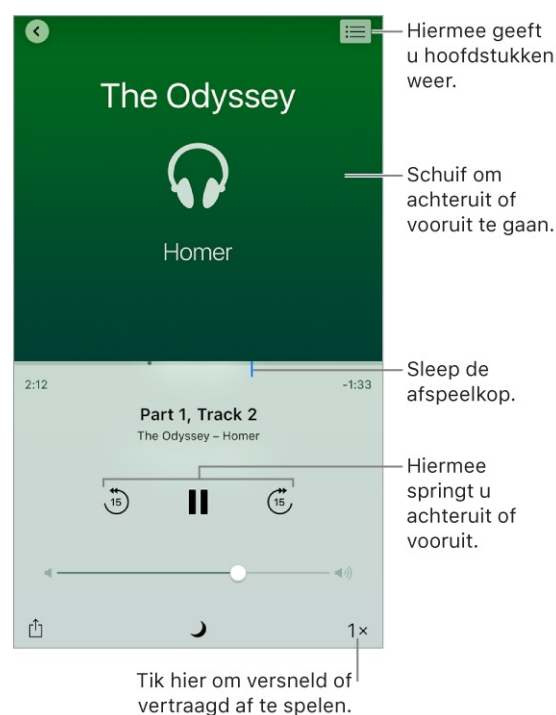 The Odyssey
Homer
2:12
-1:33
Part 1, Track 2
The Odyssey – Homer
15
15
1×
Hiermee geeft
u hoofdstukken
weer.
Schuif om
achteruit of
vooruit te gaan.
Sleep de
afspeelkop.
Hiermee
springt u
achteruit of
vooruit.
Tik hier om versneld of
vertraagd af te spelen.